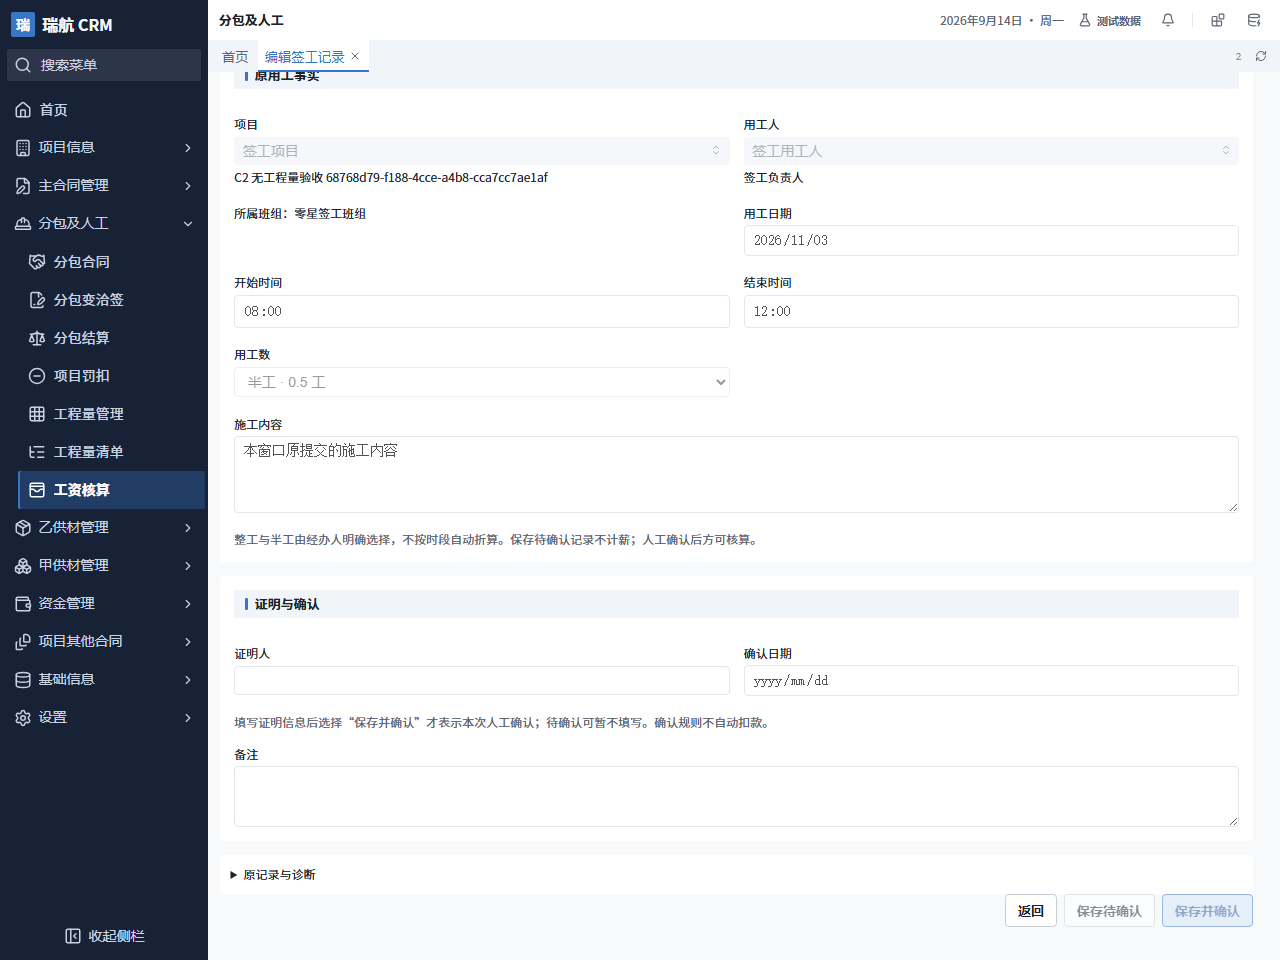 瑞 瑞航 CRM
搜索菜单
首页
项目信息
主合同管理
分包及人工
分包合同
分包变洽签
分包结算
项目罚扣
工程量管理
工程量清单
工资核算
乙供材管理
甲供材管理
资金管理
项目其他合同
基础信息
设置
收起侧栏
分包及人工
2026年9月14日 · 周一
测试数据
首页
编辑签工记录 ×
2
原用工事实
项目
用工人
签工项目
签工用工人
C2 无工程量验收 68768d79-f188-4cce-a4b8-cca7cc7ae1af
签工负责人
所属班组：零星签工班组
用工日期
2026/11/03
开始时间
结束时间
08:00
12:00
用工数
半工 · 0.5 工
施工内容
本窗口原提交的施工内容
整工与半工由经办人明确选择，不按时段自动折算。保存待确认记录不计薪；人工确认后方可核算。
证明与确认
证明人
确认日期
yyyy/mm/dd
填写证明信息后选择“保存并确认”才表示本次人工确认；待确认可暂不填写。确认规则不自动扣款。
备注
原记录与诊断
返回
保存待确认
保存并确认